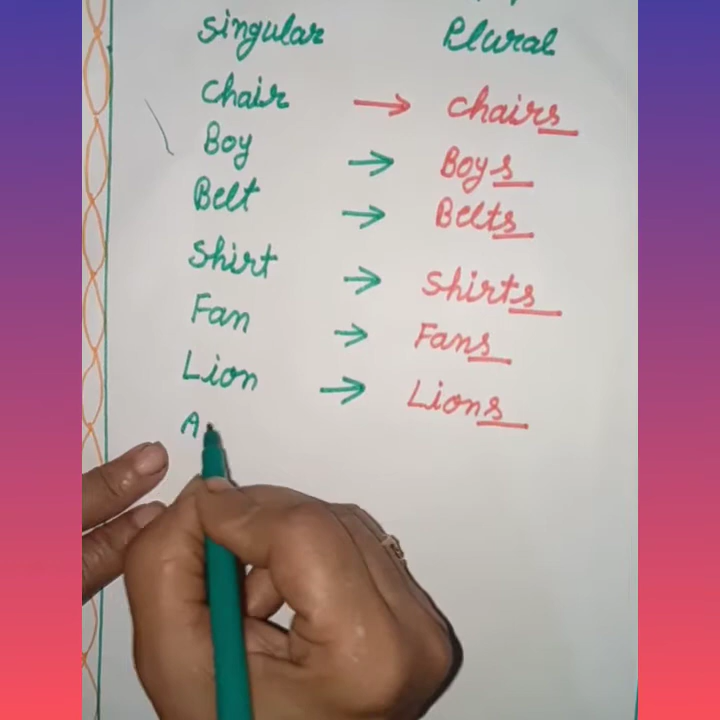 Singular Plural
Chair → Chairs
Boy → Boys
Belt → Belts
Shirt → Shirts
Fan → Fans
Lion → Lions
A